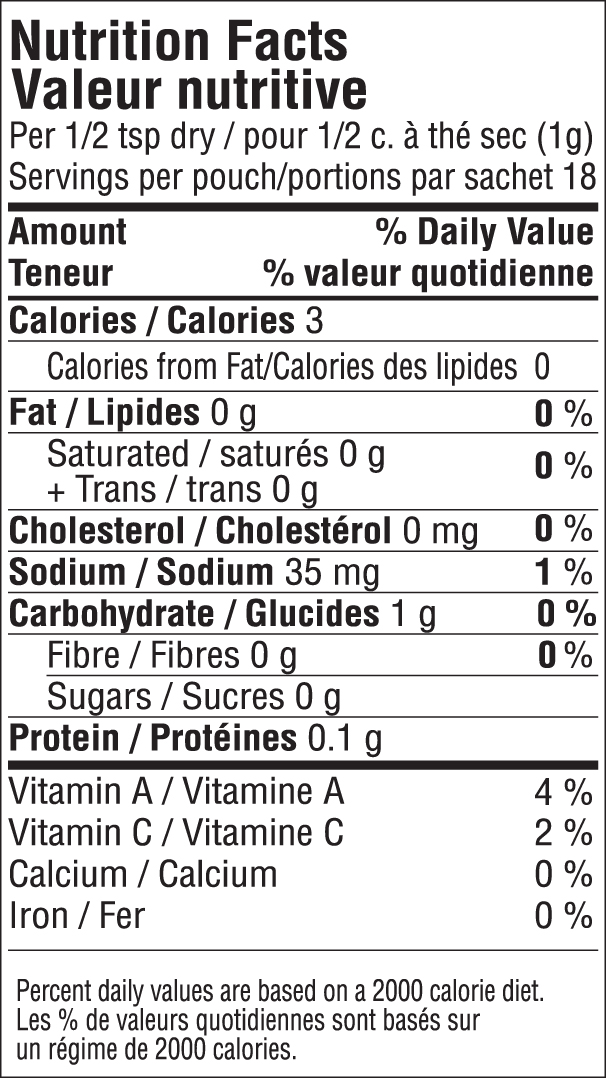 Nutrition Facts
Valeur nutritive
Per 1/2 tsp dry / pour 1/2 c. à thé sec (1g)
Servings per pouch/portions par sachet 18
Amount % Daily Value
Teneur % valeur quotidienne
Calories / Calories 3
Calories from Fat/Calories des lipides 0
Fat / Lipides 0 g 0 %
Saturated / saturés 0 g
+ Trans / trans 0 g 0 %
Cholesterol / Cholestérol 0 mg 0 %
Sodium / Sodium 35 mg 1 %
Carbohydrate / Glucides 1 g 0 %
Fibre / Fibres 0 g 0 %
Sugars / Sucres 0 g
Protein / Protéines 0.1 g
Vitamin A / Vitamine A 4 %
Vitamin C / Vitamine C 2 %
Calcium / Calcium 0 %
Iron / Fer 0 %
Percent daily values are based on a 2000 calorie diet.
Les % de valeurs quotidiennes sont basés sur
un régime de 2000 calories.